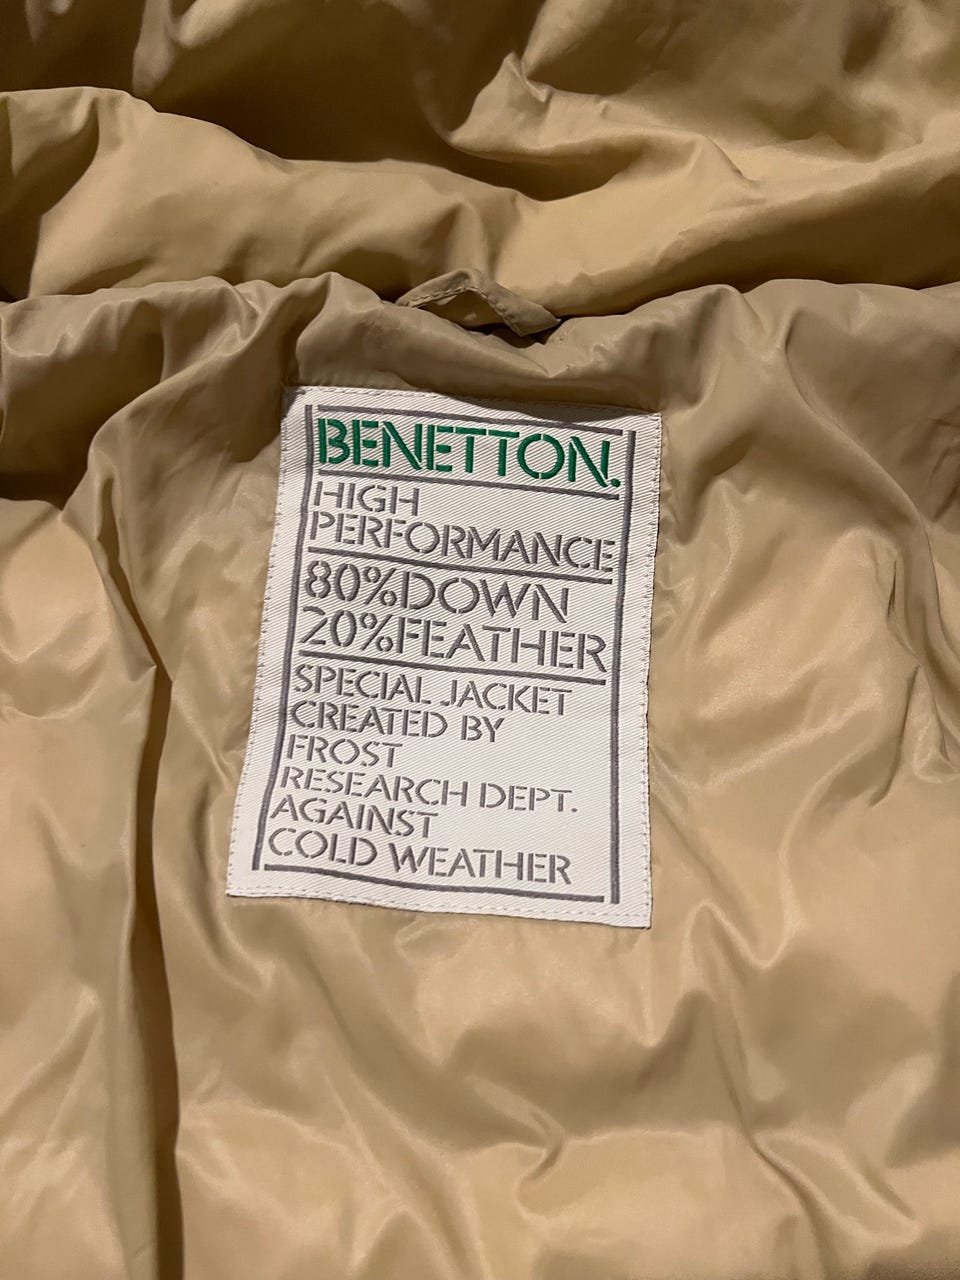 BENETTON.
HIGH
PERFORMANCE
80%DOWN
20%FEATHER
SPECIAL JACKET
CREATED BY
FROST
RESEARCH DEPT.
AGAINST
COLD WEATHER